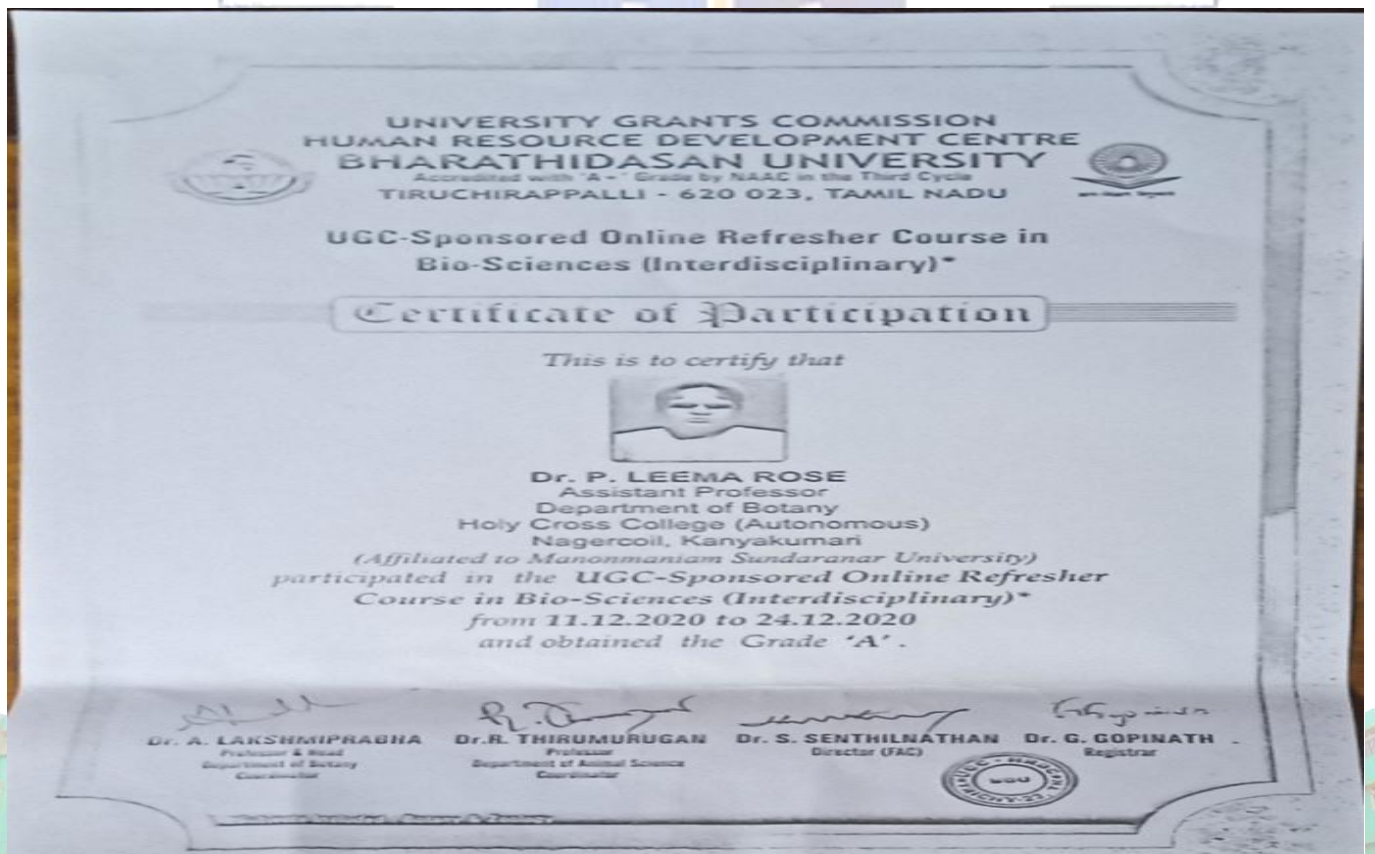 UNIVERSITY GRANTS COMMISSION
HUMAN RESOURCE DEVELOPMENT CENTRE
BHARATHIDASAN UNIVERSITY
Accredited with 'A+' Grade by NAAC in the Third Cycle
TIRUCHIRAPPALLI - 620 023, TAMIL NADU
UGC-Sponsored Online Refresher Course in
Bio-Sciences (Interdisciplinary)*
Certificate of Participation
This is to certify that
Dr. P. LEEMA ROSE
Assistant Professor
Department of Botany
Holy Cross College (Autonomous)
Nagercoil, Kanyakumari
(Affiliated to Manonmaniam Sundaranar University)
participated in the UGC-Sponsored Online Refresher
Course in Bio-Sciences (Interdisciplinary)*
from 11.12.2020 to 24.12.2020
and obtained the Grade 'A'.
Dr. A. LAKSHMIPRABHA Dr.R. THIRUMURUGAN Dr. S. SENTHILNATHAN Dr. G. GOPINATH
Professor & Head Professor Director (FAC) Registrar
Department of Botany Department of Animal Science
Coordinator Coordinator
Included : Botany & Zoology